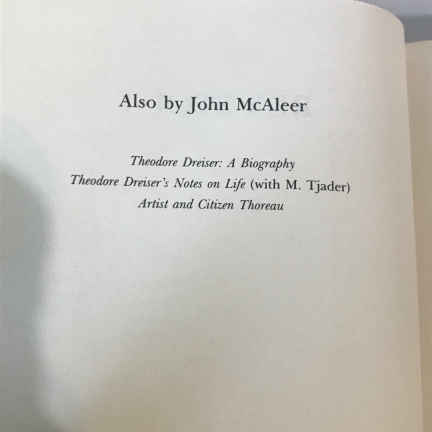 Also by John McAleer
Theodore Dreiser: A Biography
Theodore Dreiser's Notes on Life (with M. Tjader)
Artist and Citizen Thoreau